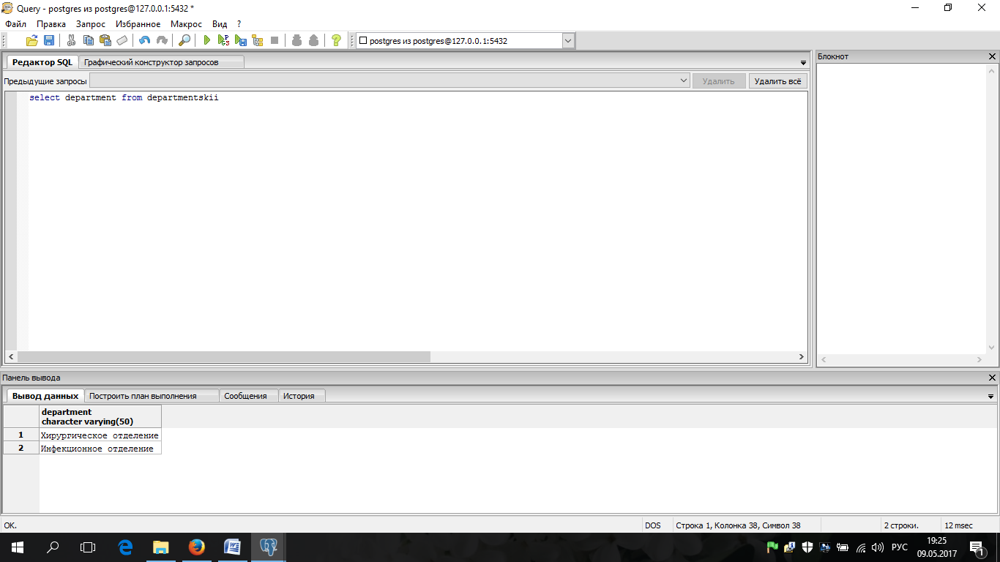 Query - postgres из postgres@127.0.0.1:5432 *
Файл Правка Запрос Избранное Макрос Вид ?
postgres из postgres@127.0.0.1:5432
Редактор SQL Графический конструктор запросов
Блокнот
Предыдущие запросы Удалить Удалить всё
select department from departmentskii
Панель вывода
Вывод данных Построить план выполнения Сообщения История
department
character varying(50)
1 Хирургическое отделение
2 Инфекционное отделение
OK. DOS Строка 1, Колонка 38, Символ 38 2 строки. 12 msec
РУС 19:25
09.05.2017 1